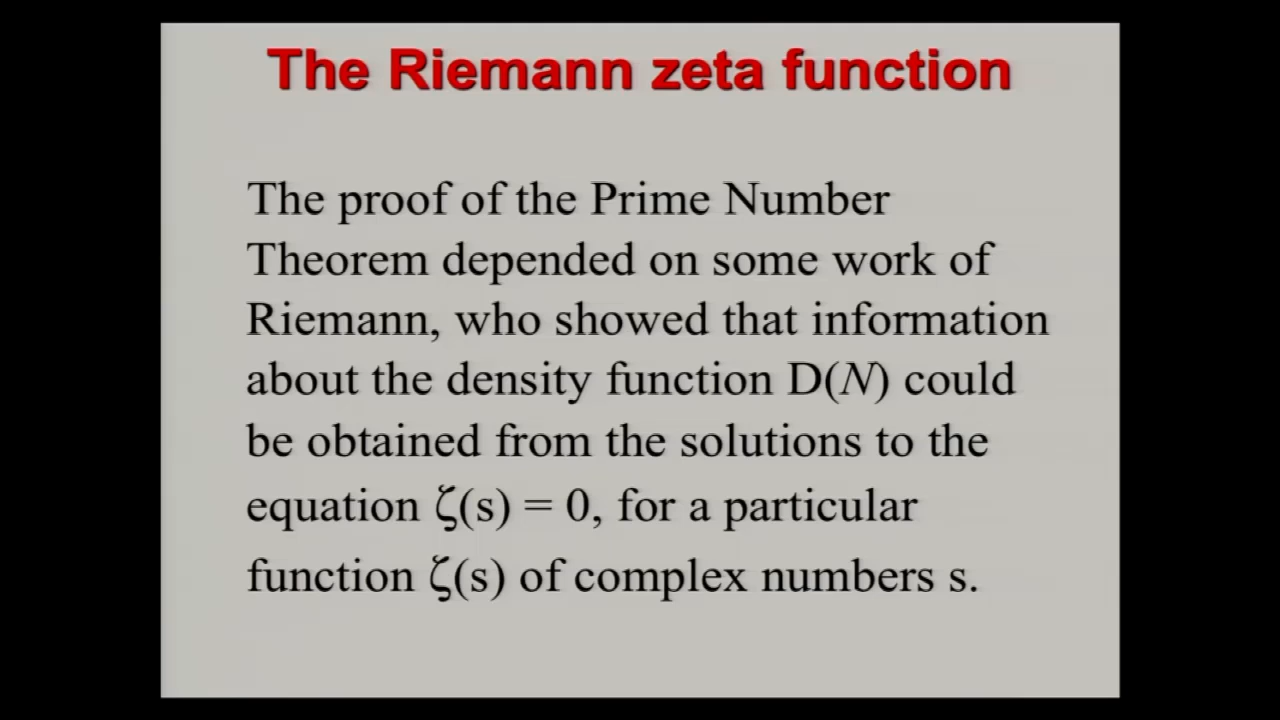 The Riemann zeta function
The proof of the Prime Number
Theorem depended on some work of
Riemann, who showed that information
about the density function D(N) could
be obtained from the solutions to the
equation ζ(s) = 0, for a particular
function ζ(s) of complex numbers s.